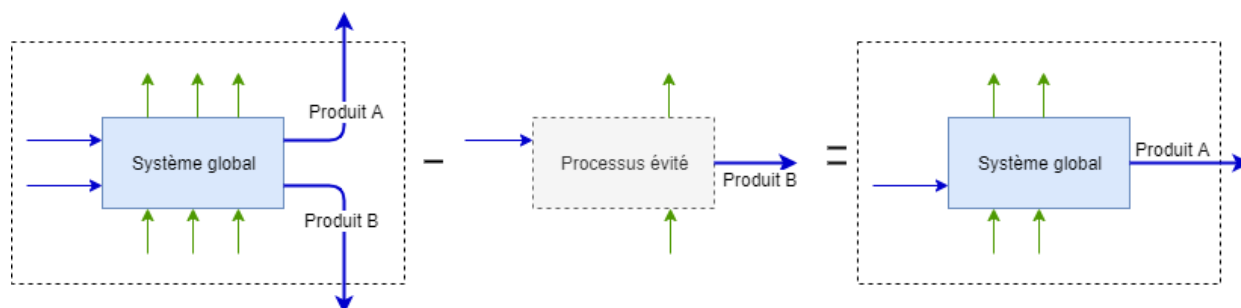 Produit A
Système global
Produit B
–
Processus évité
Produit B
=
Système global
Produit A